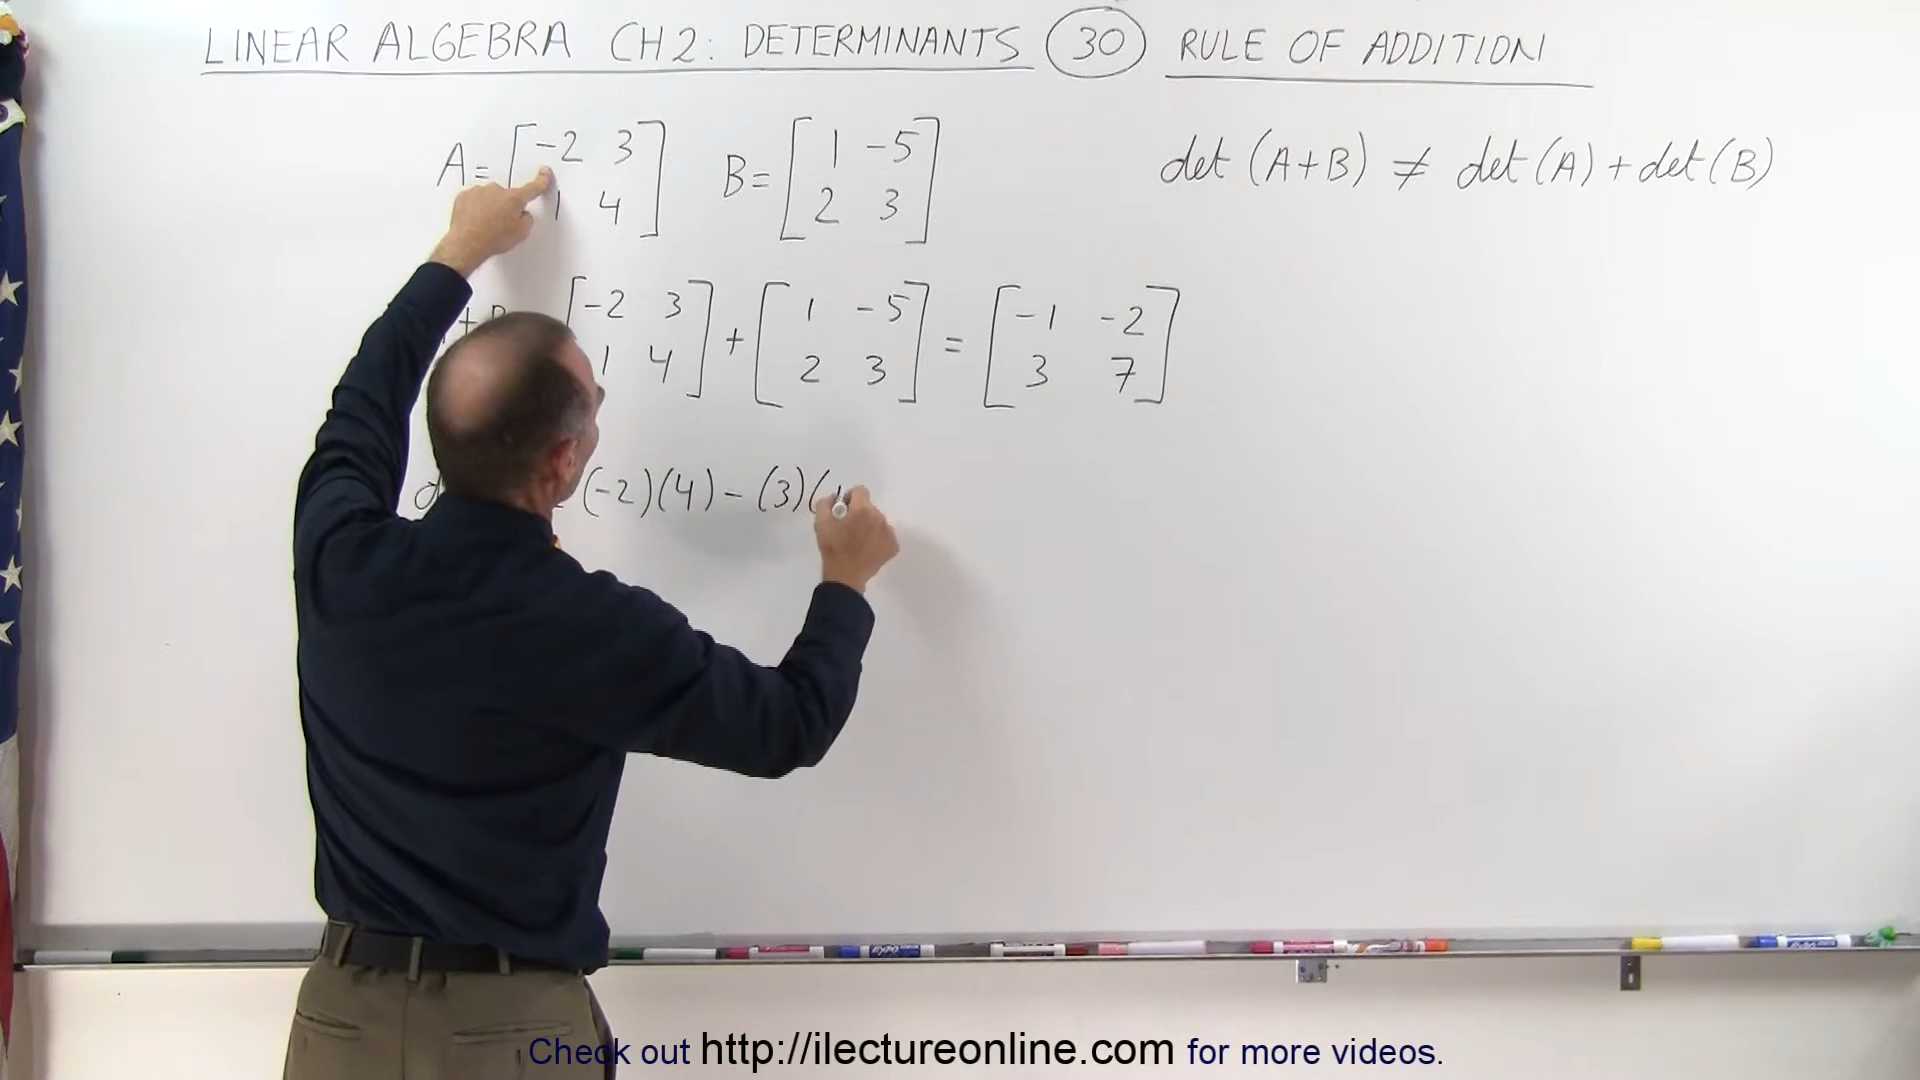 LINEAR ALGEBRA CH2: DETERMINANTS 30 RULE OF ADDITION
A = [-2 3
1 4] B = [1 -5
2 3] det (A+B) ≠ det (A) + det (B)
+ [-2 3
1 4] + [1 -5
2 3] = [-1 -2
3 7]
(-2)(4) - (3)(1
Check out http://ilectureonline.com for more videos.